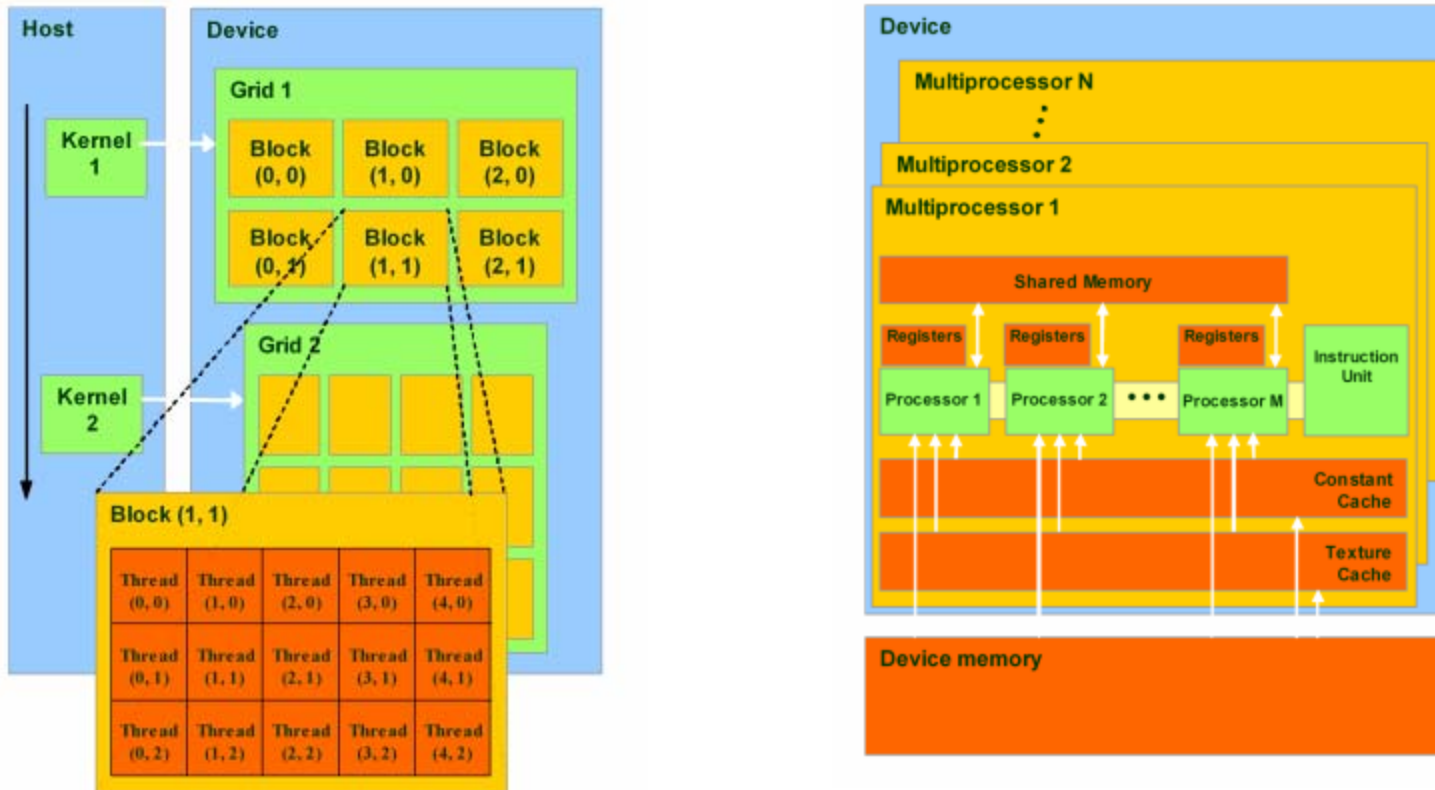 Host
Device
Grid 1
Kernel
1
Block
(0, 0)
Block
(1, 0)
Block
(2, 0)
Block
(0, 1)
Block
(1, 1)
Block
(2, 1)
Grid 2
Kernel
2
Block (1, 1)
Thread
(0, 0)
Thread
(1, 0)
Thread
(2, 0)
Thread
(3, 0)
Thread
(4, 0)
Thread
(0, 1)
Thread
(1, 1)
Thread
(2, 1)
Thread
(3, 1)
Thread
(4, 1)
Thread
(0, 2)
Thread
(1, 2)
Thread
(2, 2)
Thread
(3, 2)
Thread
(4, 2)
Device
Multiprocessor N
Multiprocessor 2
Multiprocessor 1
Shared Memory
Registers
Registers
Registers
Instruction
Unit
Processor 1
Processor 2
Processor M
Constant
Cache
Texture
Cache
Device memory